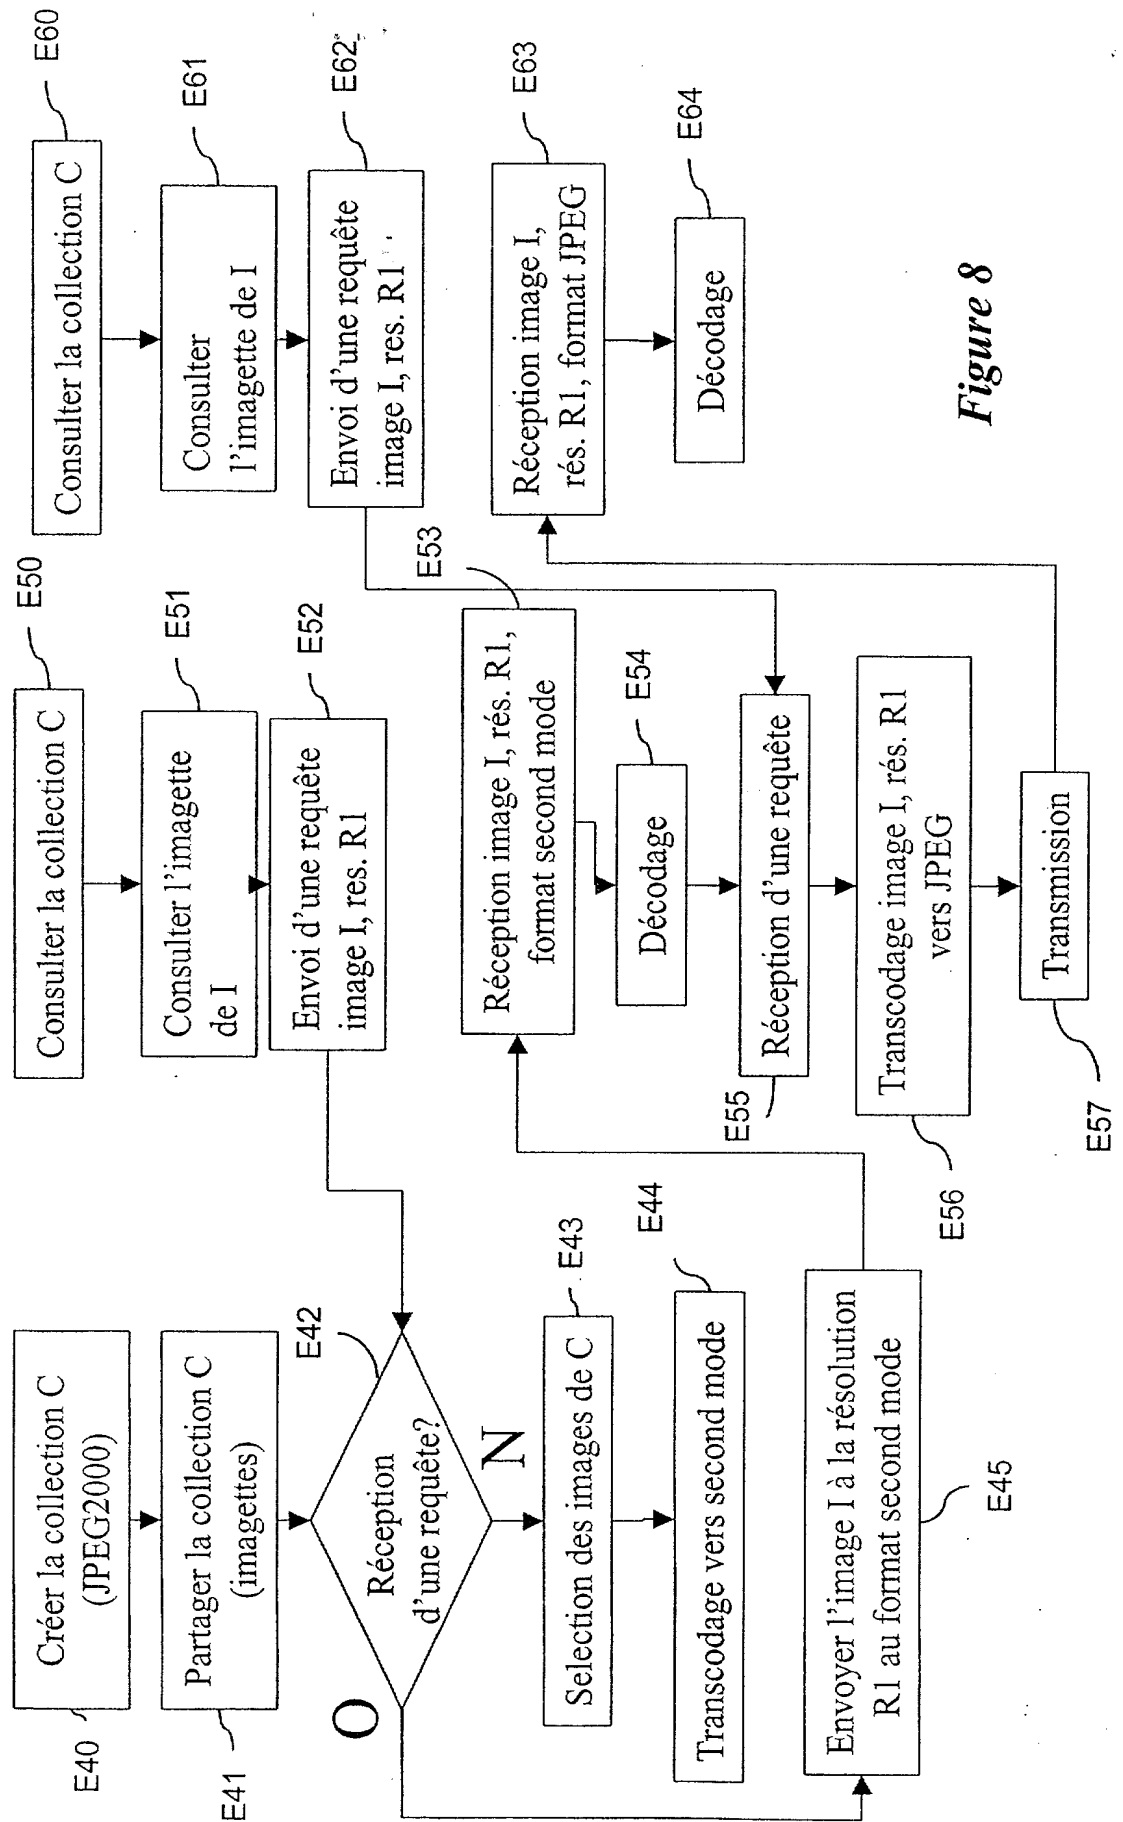 E40
Créer la collection C
(JPEG2000)
E41
Partager la collection C
(imagettes)
E42
Réception
d'une requête?
O
N
E43
Selection des images de C
E44
Transcodage vers second mode
Envoyer l'image I à la résolution
R1 au format second mode
E45
E50
Consulter la collection C
E51
Consulter l'imagette
de I
E52
Envoi d'une requête
image I, res. R1
E53
Réception image I, rés. R1,
format second mode
E54
Décodage
E55
Réception d'une requête
Transcodage image I, rés. R1
vers JPEG
E56
Transmission
E57
E60
Consulter la collection C
E61
Consulter
l'imagette de I
E62
Envoi d'une requête
image I, res. R1
E63
Réception image I,
rés. R1, format JPEG
E64
Décodage
Figure 8